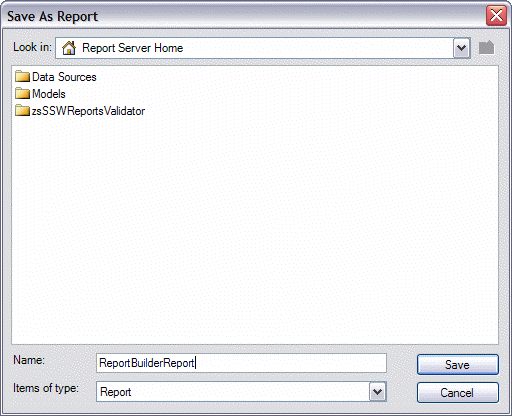 Save As Report
Look in: Report Server Home
Data Sources
Models
zsSSWReportsValidator
Name: ReportBuilderReport Save
Items of type: Report Cancel